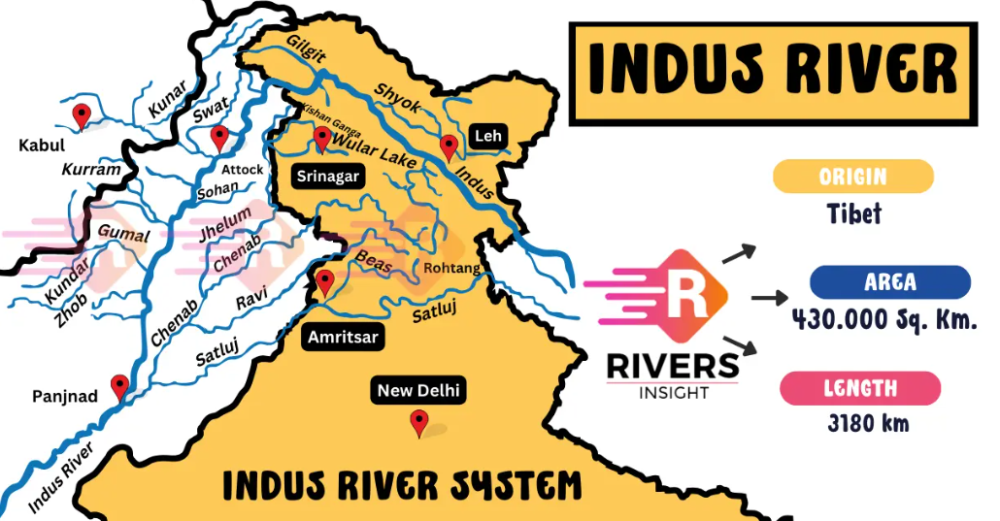 INDUS RIVER
Gilgit
Shyok
Kunar
Swat
Kishan Ganga
Wular Lake
Leh
Kabul
Kurram
Attock
Srinagar
Indus
Sohan
Gumal
Jhelum
Chenab
Beas
Rohtang
Kundar
Zhob
Chenab
Ravi
Satluj
Satluj
Amritsar
Panjnad
New Delhi
Indus River
INDUS RIVER SYSTEM
ORIGIN
Tibet
AREA
430.000 Sq. Km.
LENGTH
3180 km
R
RIVERS
INSIGHT